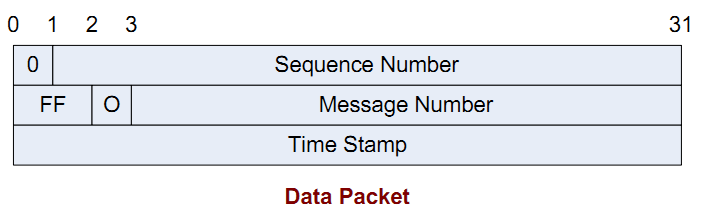 0 1 2 3 31
0 Sequence Number
FF O Message Number
Time Stamp
Data Packet